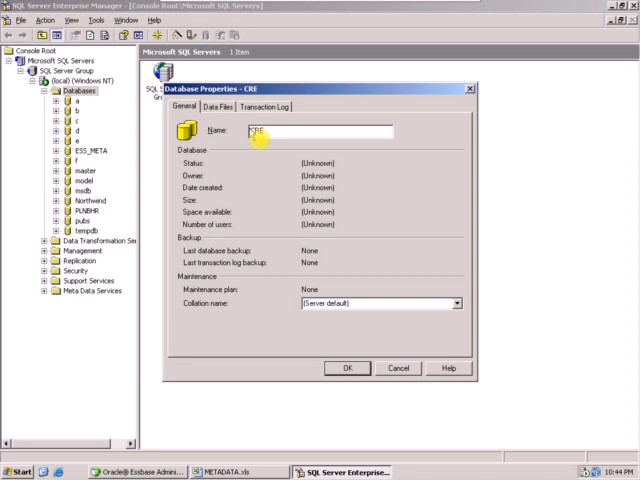 SQL Server Enterprise Manager - [Console Root\Microsoft SQL Servers]
File Action View Tools Window Help
Console Root
Microsoft SQL Servers
SQL Server Group
(local) (Windows NT)
Databases
a
b
c
d
e
ESS_META
f
master
model
msdb
Northwind
PLNBHR
pubs
tempdb
Data Transformation Ser
Management
Replication
Security
Support Services
Meta Data Services
Microsoft SQL Servers 1 Item
SQL S
Gr
Database Properties - CRE
General Data Files Transaction Log
Name: CRE
Database
Status: (Unknown)
Owner: (Unknown)
Date created: (Unknown)
Size: (Unknown)
Space available: (Unknown)
Number of users: (Unknown)
Backup
Last database backup: None
Last transaction log backup: None
Maintenance
Maintenance plan: None
Collation name: (Server default)
OK Cancel Help
Start Oracle® Essbase Admini... METADATA.xls SQL Server Enterprise... 10:44 PM